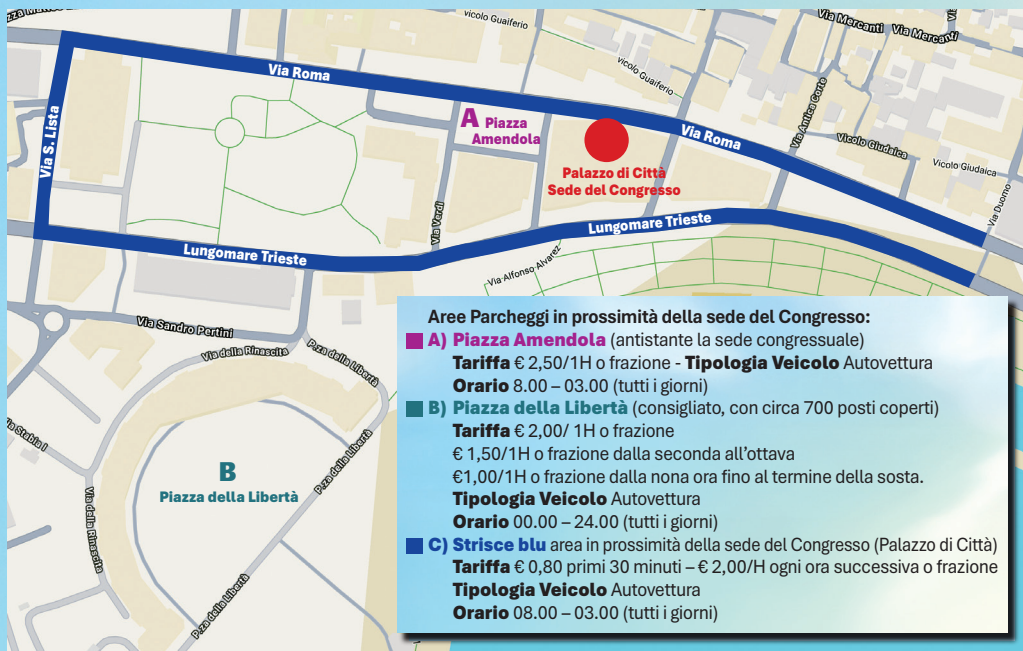 vicolo Guaiferio
Via Mercanti
Via Mercanti
Via Roma
vicolo Guaiferio
Via S. Lista
A Piazza
Amendola
Via Roma
Via Antica Corte
Vicolo Giudaica
Vicolo Giudaica
Palazzo di Città
Sede del Congresso
Via Verdi
Via Duomo
Lungomare Trieste
Lungomare Trieste
Via Alfonso Alvarez
Via Sandro Pertini
Via della Rinascita
P.za della Libertà
B
Piazza della Libertà
P.za della Libertà
Via della Rinascita
P.za della Libertà
Aree Parcheggi in prossimità della sede del Congresso:
A) Piazza Amendola (antistante la sede congressuale)
Tariffa € 2,50/1H o frazione - Tipologia Veicolo Autovettura
Orario 8.00 – 03.00 (tutti i giorni)
B) Piazza della Libertà (consigliato, con circa 700 posti coperti)
Tariffa € 2,00/ 1H o frazione
€ 1,50/1H o frazione dalla seconda all'ottava
€1,00/1H o frazione dalla nona ora fino al termine della sosta.
Tipologia Veicolo Autovettura
Orario 00.00 – 24.00 (tutti i giorni)
C) Strisce blu area in prossimità della sede del Congresso (Palazzo di Città)
Tariffa € 0,80 primi 30 minuti – € 2,00/H ogni ora successiva o frazione
Tipologia Veicolo Autovettura
Orario 08.00 – 03.00 (tutti i giorni)